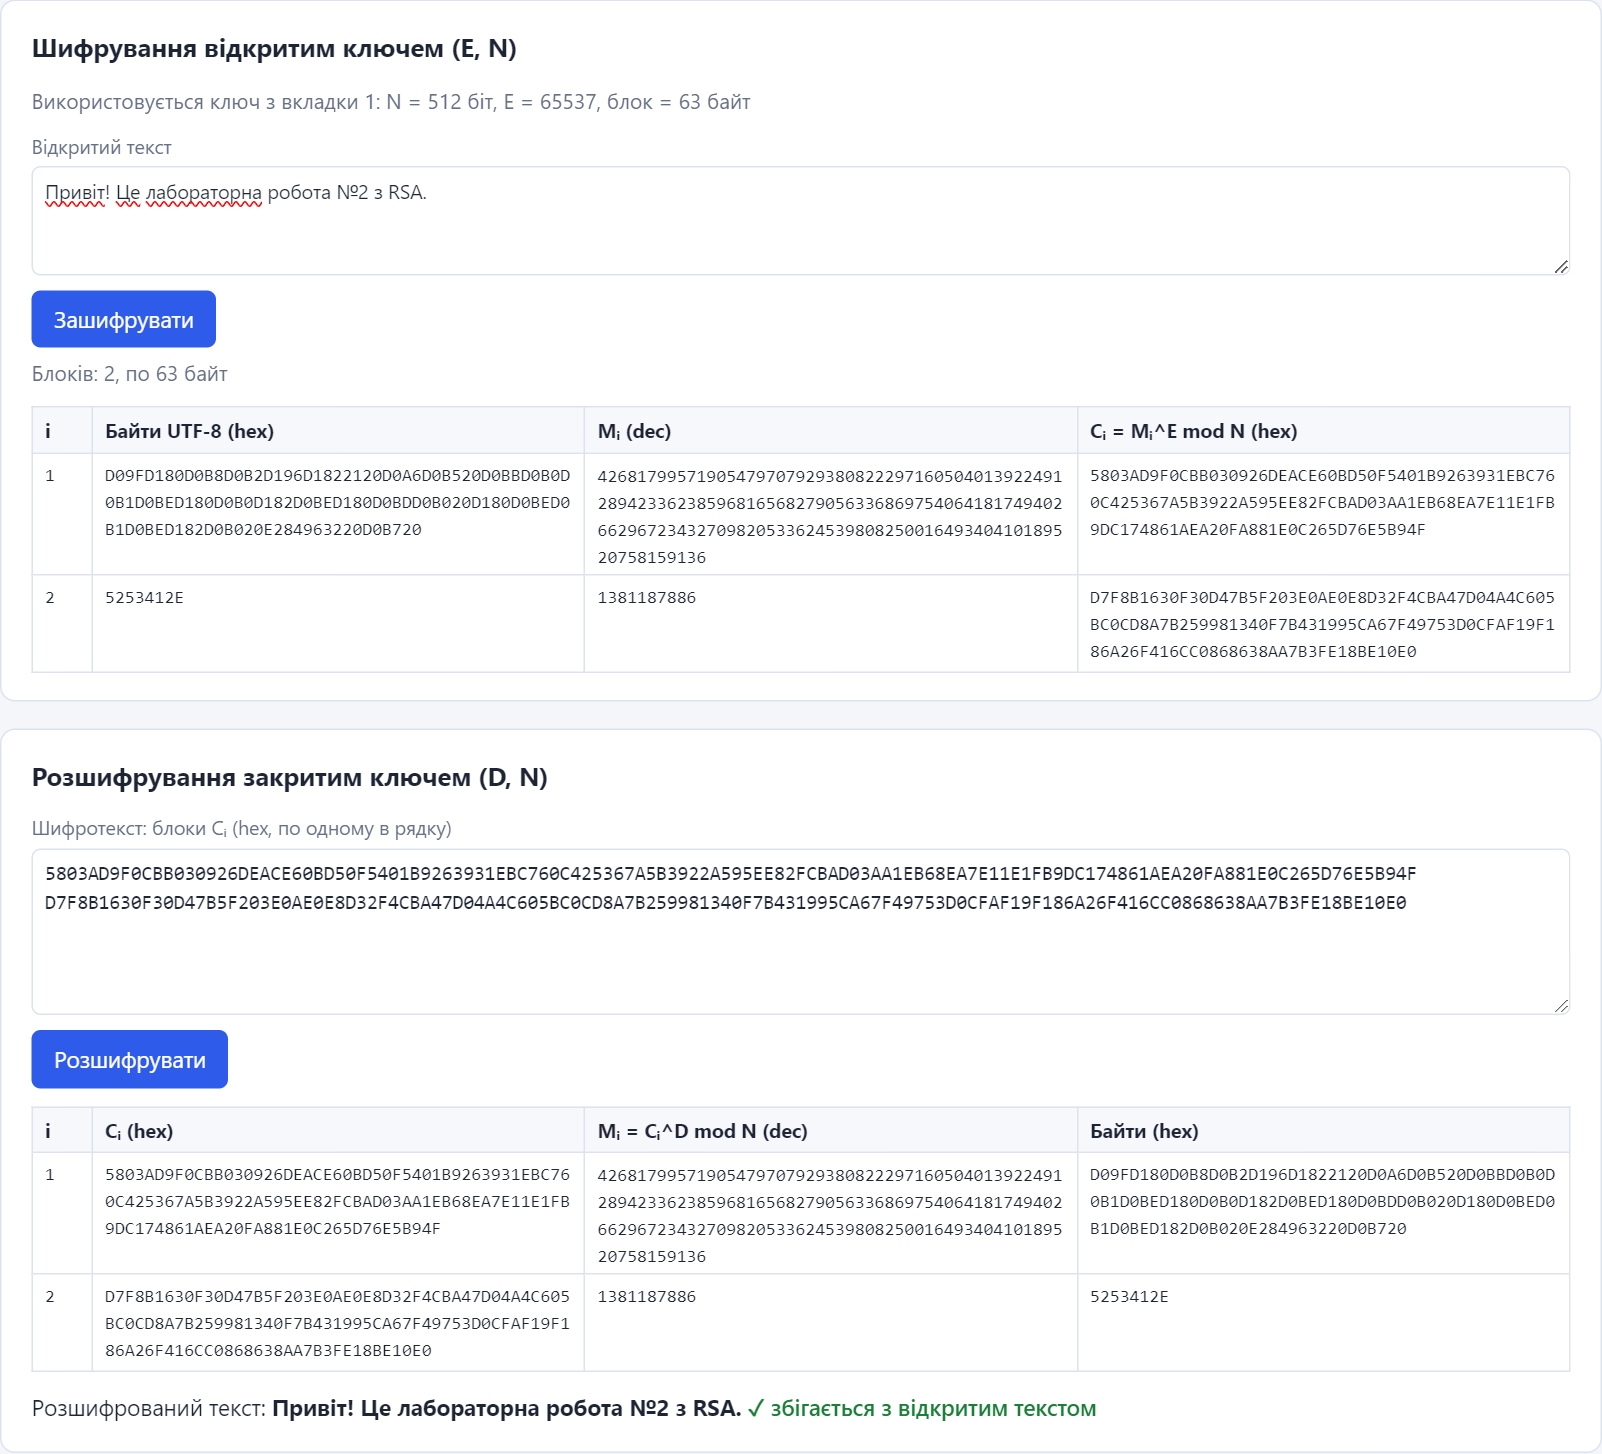 Шифрування відкритим ключем (E, N)
Використовується ключ з вкладки 1: N = 512 біт, E = 65537, блок = 63 байт
Відкритий текст
Привіт! Це лабораторна робота №2 з RSA.
Зашифрувати
Блоків: 2, по 63 байт
i Байти UTF-8 (hex) Mᵢ (dec) Cᵢ = Mᵢ^E mod N (hex)
1
D09FD180D0B8D0B2D196D1822120D0A6D0B520D0BBD0B0D
0B1D0BED180D0B0D182D0BED180D0BDD0B020D180D0BED0
B1D0BED182D0B020E284963220D0B720
42681799571905479707929380822297160504013922491
28942336238596816568279056336869754064181749402
66296723432709820533624539808250016493404101895
20758159136
5803AD9F0CBB030926DEACE60BD50F5401B9263931EBC76
0C425367A5B3922A595EE82FCBAD03AA1EB68EA7E11E1FB
9DC174861AEA20FA881E0C265D76E5B94F
2
5253412E
1381187886
D7F8B1630F30D47B5F203E0AE0E8D32F4CBA47D04A4C605
BC0CD8A7B259981340F7B431995CA67F49753D0CFAF19F1
86A26F416CC0868638AA7B3FE18BE10E0
Розшифрування закритим ключем (D, N)
Шифротекст: блоки Cᵢ (hex, по одному в рядку)
5803AD9F0CBB030926DEACE60BD50F5401B9263931EBC760C425367A5B3922A595EE82FCBAD03AA1EB68EA7E11E1FB9DC174861AEA20FA881E0C265D76E5B94F
D7F8B1630F30D47B5F203E0AE0E8D32F4CBA47D04A4C605BC0CD8A7B259981340F7B431995CA67F49753D0CFAF19F186A26F416CC0868638AA7B3FE18BE10E0
Розшифрувати
i Cᵢ (hex) Mᵢ = Cᵢ^D mod N (dec) Байти (hex)
1
5803AD9F0CBB030926DEACE60BD50F5401B9263931EBC76
0C425367A5B3922A595EE82FCBAD03AA1EB68EA7E11E1FB
9DC174861AEA20FA881E0C265D76E5B94F
42681799571905479707929380822297160504013922491
28942336238596816568279056336869754064181749402
66296723432709820533624539808250016493404101895
20758159136
D09FD180D0B8D0B2D196D1822120D0A6D0B520D0BBD0B0D
0B1D0BED180D0B0D182D0BED180D0BDD0B020D180D0BED0
B1D0BED182D0B020E284963220D0B720
2
D7F8B1630F30D47B5F203E0AE0E8D32F4CBA47D04A4C605
BC0CD8A7B259981340F7B431995CA67F49753D0CFAF19F1
86A26F416CC0868638AA7B3FE18BE10E0
1381187886
5253412E
Розшифрований текст: Привіт! Це лабораторна робота №2 з RSA. ✓ збігається з відкритим текстом